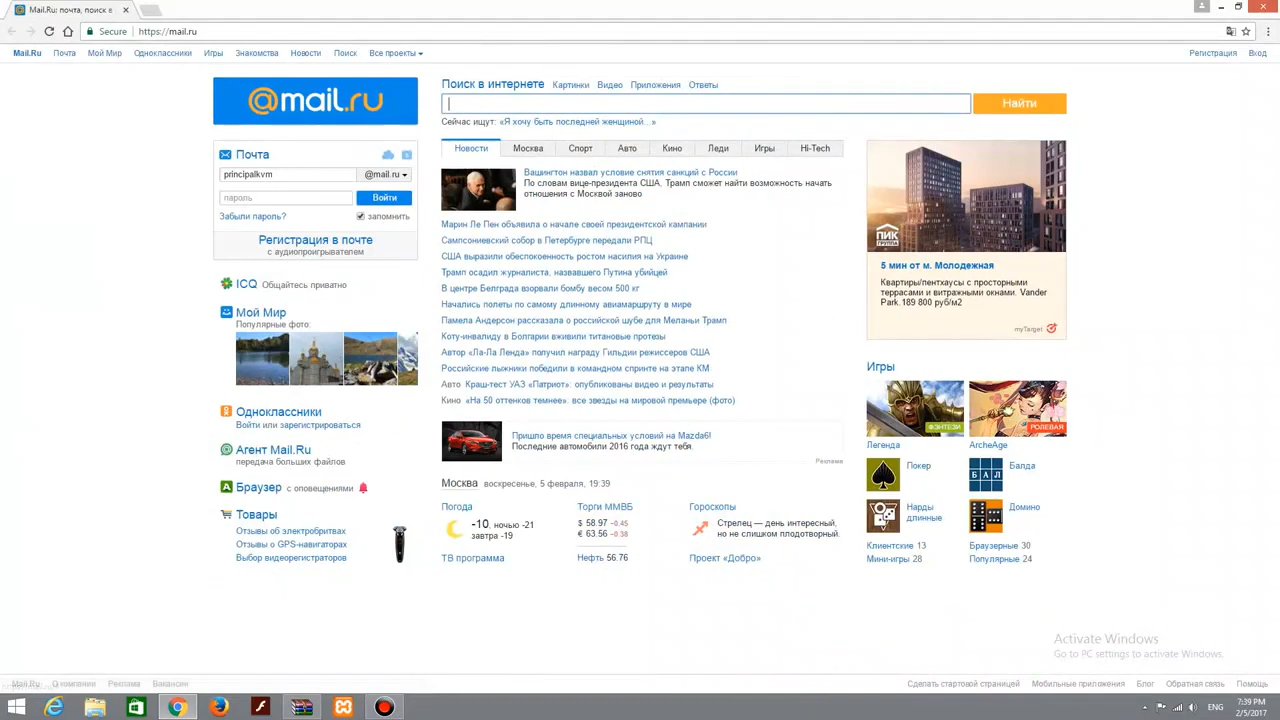 Mail.Ru: почта, поиск в
Secure https://mail.ru
Mail.Ru Почта Мой Мир Одноклассники Игры Знакомства Новости Поиск Все проекты Регистрация Вход
@mail.ru
Поиск в интернете Картинки Видео Приложения Ответы
Найти
Сейчас ищут: «Я хочу быть последней женщиной...»
Почта
principalkvm @mail.ru
пароль Войти
Забыли пароль? запомнить
Регистрация в почте
с аудиопроигрывателем
ICQ Общайтесь приватно
Мой Мир
Популярные фото:
Одноклассники
Войти или зарегистрироваться
Агент Mail.Ru
передача больших файлов
Браузер с оповещениями
Товары
Отзывы об электробритвах
Отзывы о GPS-навигаторах
Выбор видеорегистраторов
Новости Москва Спорт Авто Кино Леди Игры Hi-Tech
Вашингтон назвал условие снятия санкций с России
По словам вице-президента США, Трамп сможет найти возможность начать
отношения с Москвой заново
Марин Ле Пен объявила о начале своей президентской кампании
Сампсониевский собор в Петербурге передали РПЦ
США выразили обеспокоенность ростом насилия на Украине
Трамп осадил журналиста, назвавшего Путина убийцей
В центре Белграда взорвали бомбу весом 500 кг
Начались полеты по самому длинному авиамаршруту в мире
Памела Андерсон рассказала о российской шубе для Меланьи Трамп
Коту-инвалиду в Болгарии вживили титановые протезы
Автор «Ла-Ла Ленда» получил награду Гильдии режиссеров США
Российские лыжники победили в командном спринте на этапе КМ
Авто Краш-тест УАЗ «Патриот»: опубликованы видео и результаты
Кино «На 50 оттенков темнее»: все звезды на мировой премьере (фото)
Пришло время специальных условий на Mazda6!
Последние автомобили 2016 года ждут тебя.
Реклама
Москва воскресенье, 5 февраля, 19:39
Погода
-10, ночью -21
завтра -19
ТВ программа
Торги ММВБ
$ 58.97 -0.45
€ 63.56 -0.38
Нефть 56.76
Гороскопы
Стрелец — день интересный,
но не слишком плодотворный.
Проект «Добро»
ПИК
ГРУППА
5 мин от м. Молодежная
Квартиры/пентхаусы с просторными
террасами и витражными окнами. Vander
Park. 189 800 руб/м2
myTarget
Игры
ФЭНТЕЗИ РОЛЕВАЯ
Легенда ArcheAge
Покер БАЛ Балда
Нарды
длинные
Домино
Клиентские 13 Браузерные 30
Мини-игры 28 Популярные 24
Activate Windows
Go to PC settings to activate Windows.
Mail.Ru О компании Реклама Вакансии Сделать стартовой страницей Мобильные приложения Блог Обратная связь Помощь
ENG
7:39 PM
2/5/2017